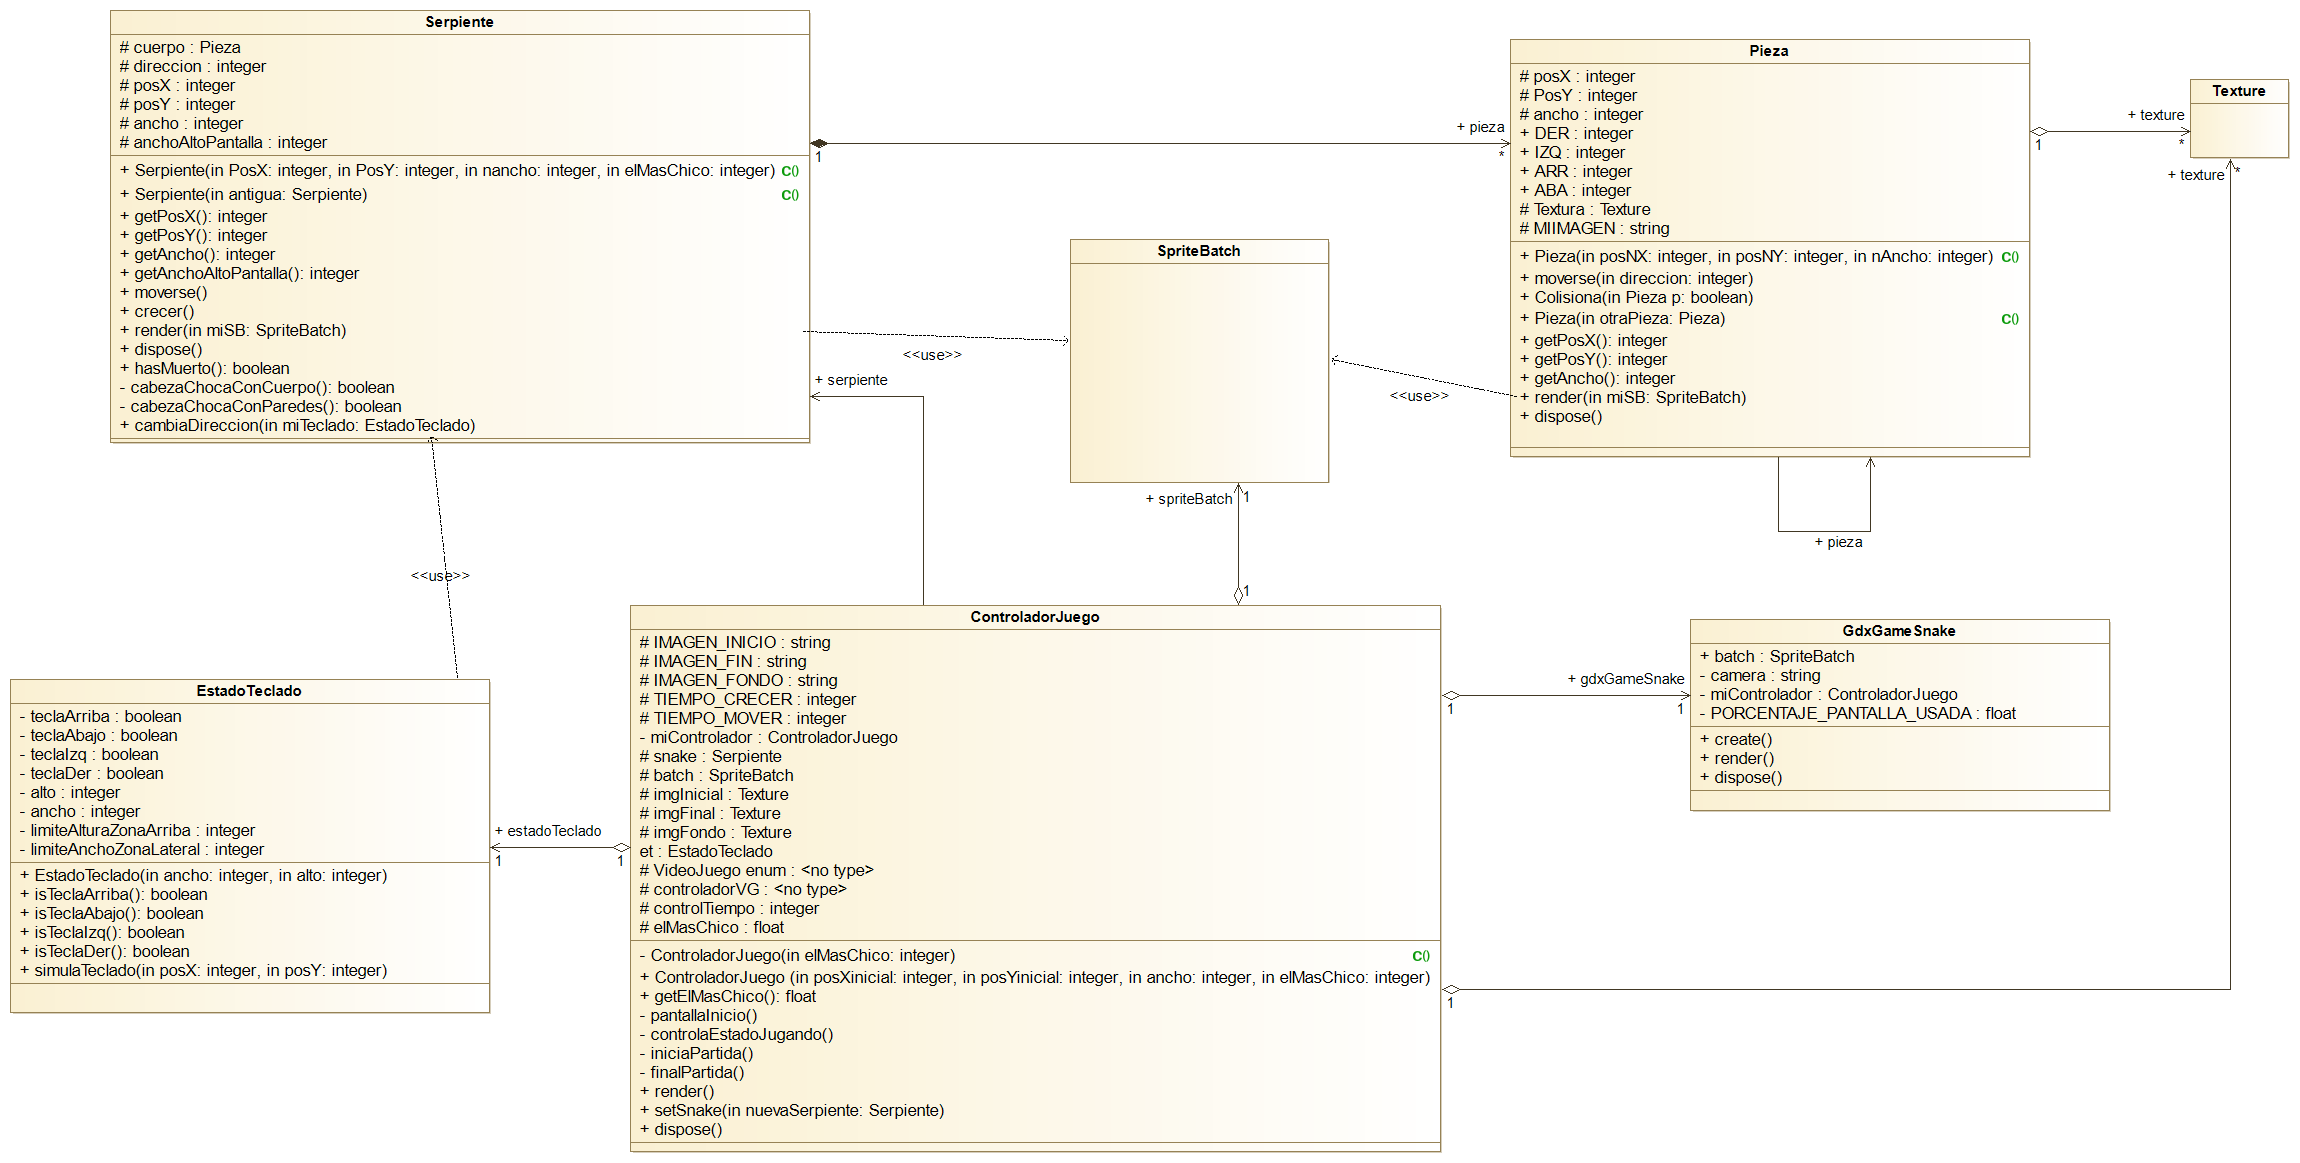 Serpiente
# cuerpo : Pieza
# direccion : integer
# posX : integer
# posY : integer
# ancho : integer
# anchoAltoPantalla : integer
+ Serpiente(in PosX: integer, in PosY: integer, in nancho: integer, in elMasChico: integer) C()
+ Serpiente(in antigua: Serpiente) C()
+ getPosX(): integer
+ getPosY(): integer
+ getAncho(): integer
+ getAnchoAltoPantalla(): integer
+ moverse()
+ crecer()
+ render(in miSB: SpriteBatch)
+ dispose()
+ hasMuerto(): boolean
- cabezaChocaConCuerpo(): boolean
- cabezaChocaConParedes(): boolean
+ cambiaDireccion(in miTeclado: EstadoTeclado)
1
+ pieza
*
Pieza
# posX : integer
# PosY : integer
# ancho : integer
+ DER : integer
+ IZQ : integer
+ ARR : integer
+ ABA : integer
# Textura : Texture
# MIIMAGEN : string
+ Pieza(in posNX: integer, in posNY: integer, in nAncho: integer) C()
+ moverse(in direccion: integer)
+ Colisiona(in Pieza p: boolean)
+ Pieza(in otraPieza: Pieza) C()
+ getPosX(): integer
+ getPosY(): integer
+ getAncho(): integer
+ render(in miSB: SpriteBatch)
+ dispose()
1
+ texture
*
Texture
+ texture
*
SpriteBatch
<<use>>
<<use>>
+ serpiente
+ spriteBatch
1
1
+ pieza
<<use>>
EstadoTeclado
- teclaArriba : boolean
- teclaAbajo : boolean
- teclaIzq : boolean
- teclaDer : boolean
- alto : integer
- ancho : integer
- limiteAlturaZonaArriba : integer
- limiteAnchoZonaLateral : integer
+ EstadoTeclado(in ancho: integer, in alto: integer)
+ isTeclaArriba(): boolean
+ isTeclaAbajo(): boolean
+ isTeclaIzq(): boolean
+ isTeclaDer(): boolean
+ simulaTeclado(in posX: integer, in posY: integer)
+ estadoTeclado
1
1
ControladorJuego
# IMAGEN_INICIO : string
# IMAGEN_FIN : string
# IMAGEN_FONDO : string
# TIEMPO_CRECER : integer
# TIEMPO_MOVER : integer
- miControlador : ControladorJuego
# snake : Serpiente
# batch : SpriteBatch
# imgInicial : Texture
# imgFinal : Texture
# imgFondo : Texture
et : EstadoTeclado
# VideoJuego enum : <no type>
# controladorVG : <no type>
# controlTiempo : integer
# elMasChico : float
- ControladorJuego(in elMasChico: integer) C()
+ ControladorJuego (in posXinicial: integer, in posYinicial: integer, in ancho: integer, in elMasChico: integer)
+ getElMasChico(): float
- pantallaInicio()
- controlaEstadoJugando()
- iniciaPartida()
- finalPartida()
+ render()
+ setSnake(in nuevaSerpiente: Serpiente)
+ dispose()
1
+ gdxGameSnake
1
1
GdxGameSnake
+ batch : SpriteBatch
- camera : string
- miControlador : ControladorJuego
- PORCENTAJE_PANTALLA_USADA : float
+ create()
+ render()
+ dispose()